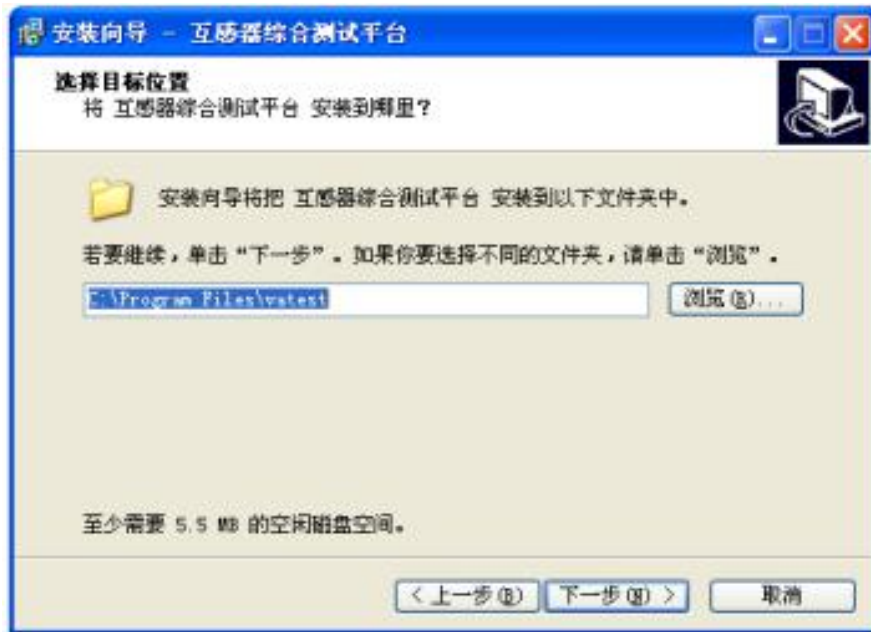 安装向导 - 互感器综合测试平台
选择目标位置
将 互感器综合测试平台 安装到哪里？
安装向导将把 互感器综合测试平台 安装到以下文件夹中。
若要继续，单击“下一步”。如果你要选择不同的文件夹，请单击“浏览”。
C:\Program Files\vatest 浏览(R)...
至少需要 5.5 MB 的空闲磁盘空间。
< 上一步(B) 下一步(N) > 取消